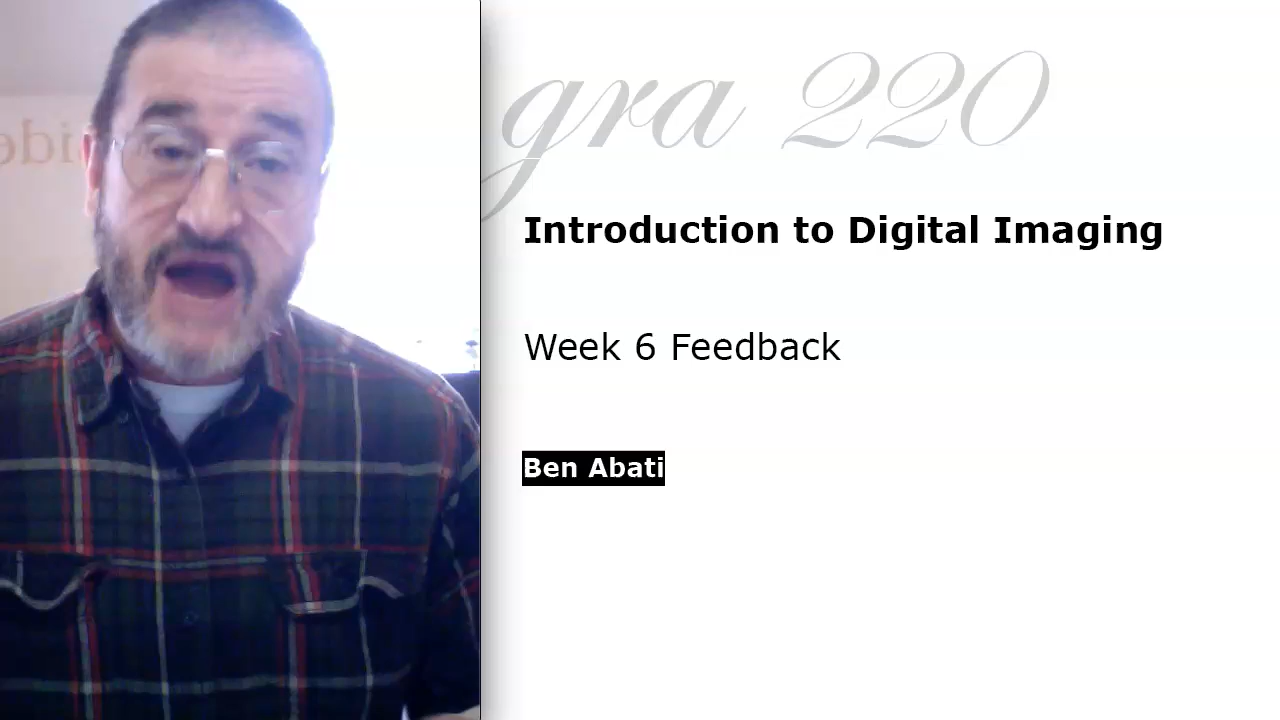 gra 220
Introduction to Digital Imaging
Week 6 Feedback
Ben Abati